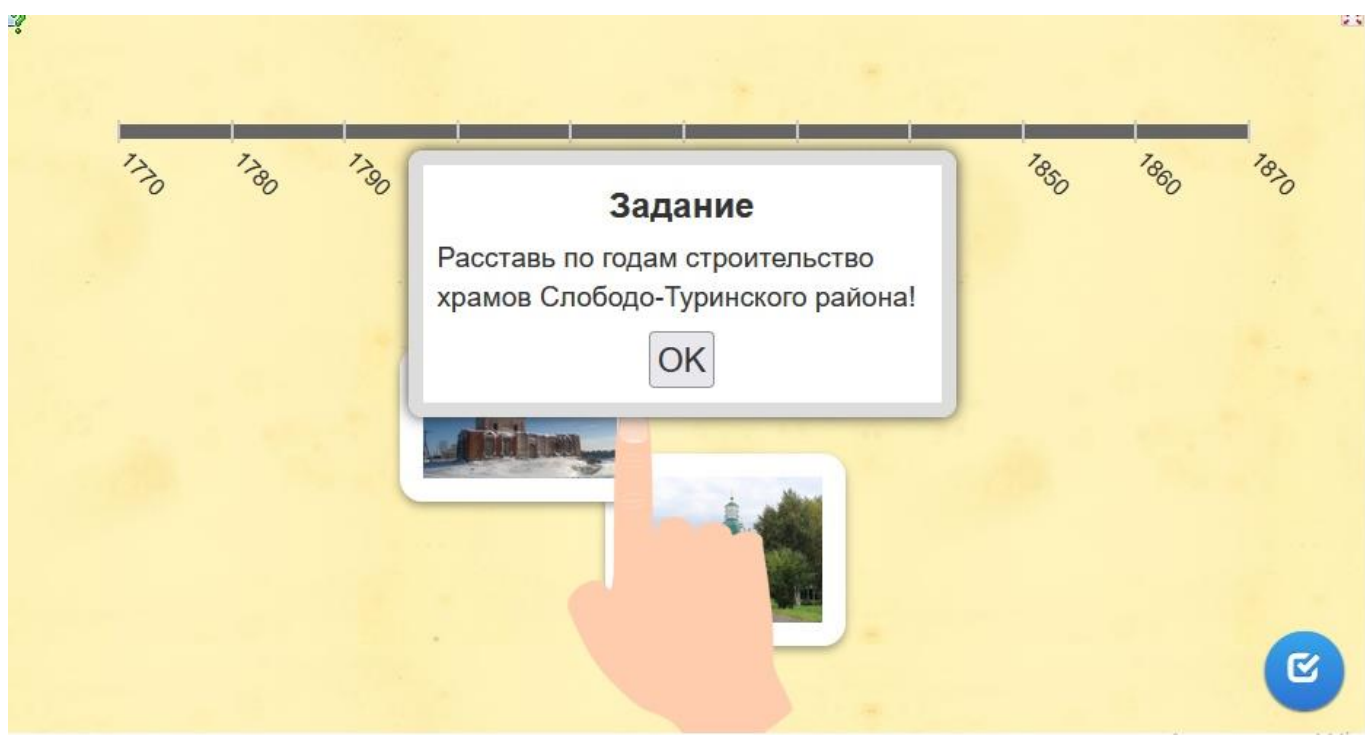 1770 1780 1790 1850 1860 1870
Задание
Расставь по годам строительство
храмов Слободо-Туринского района!
OK